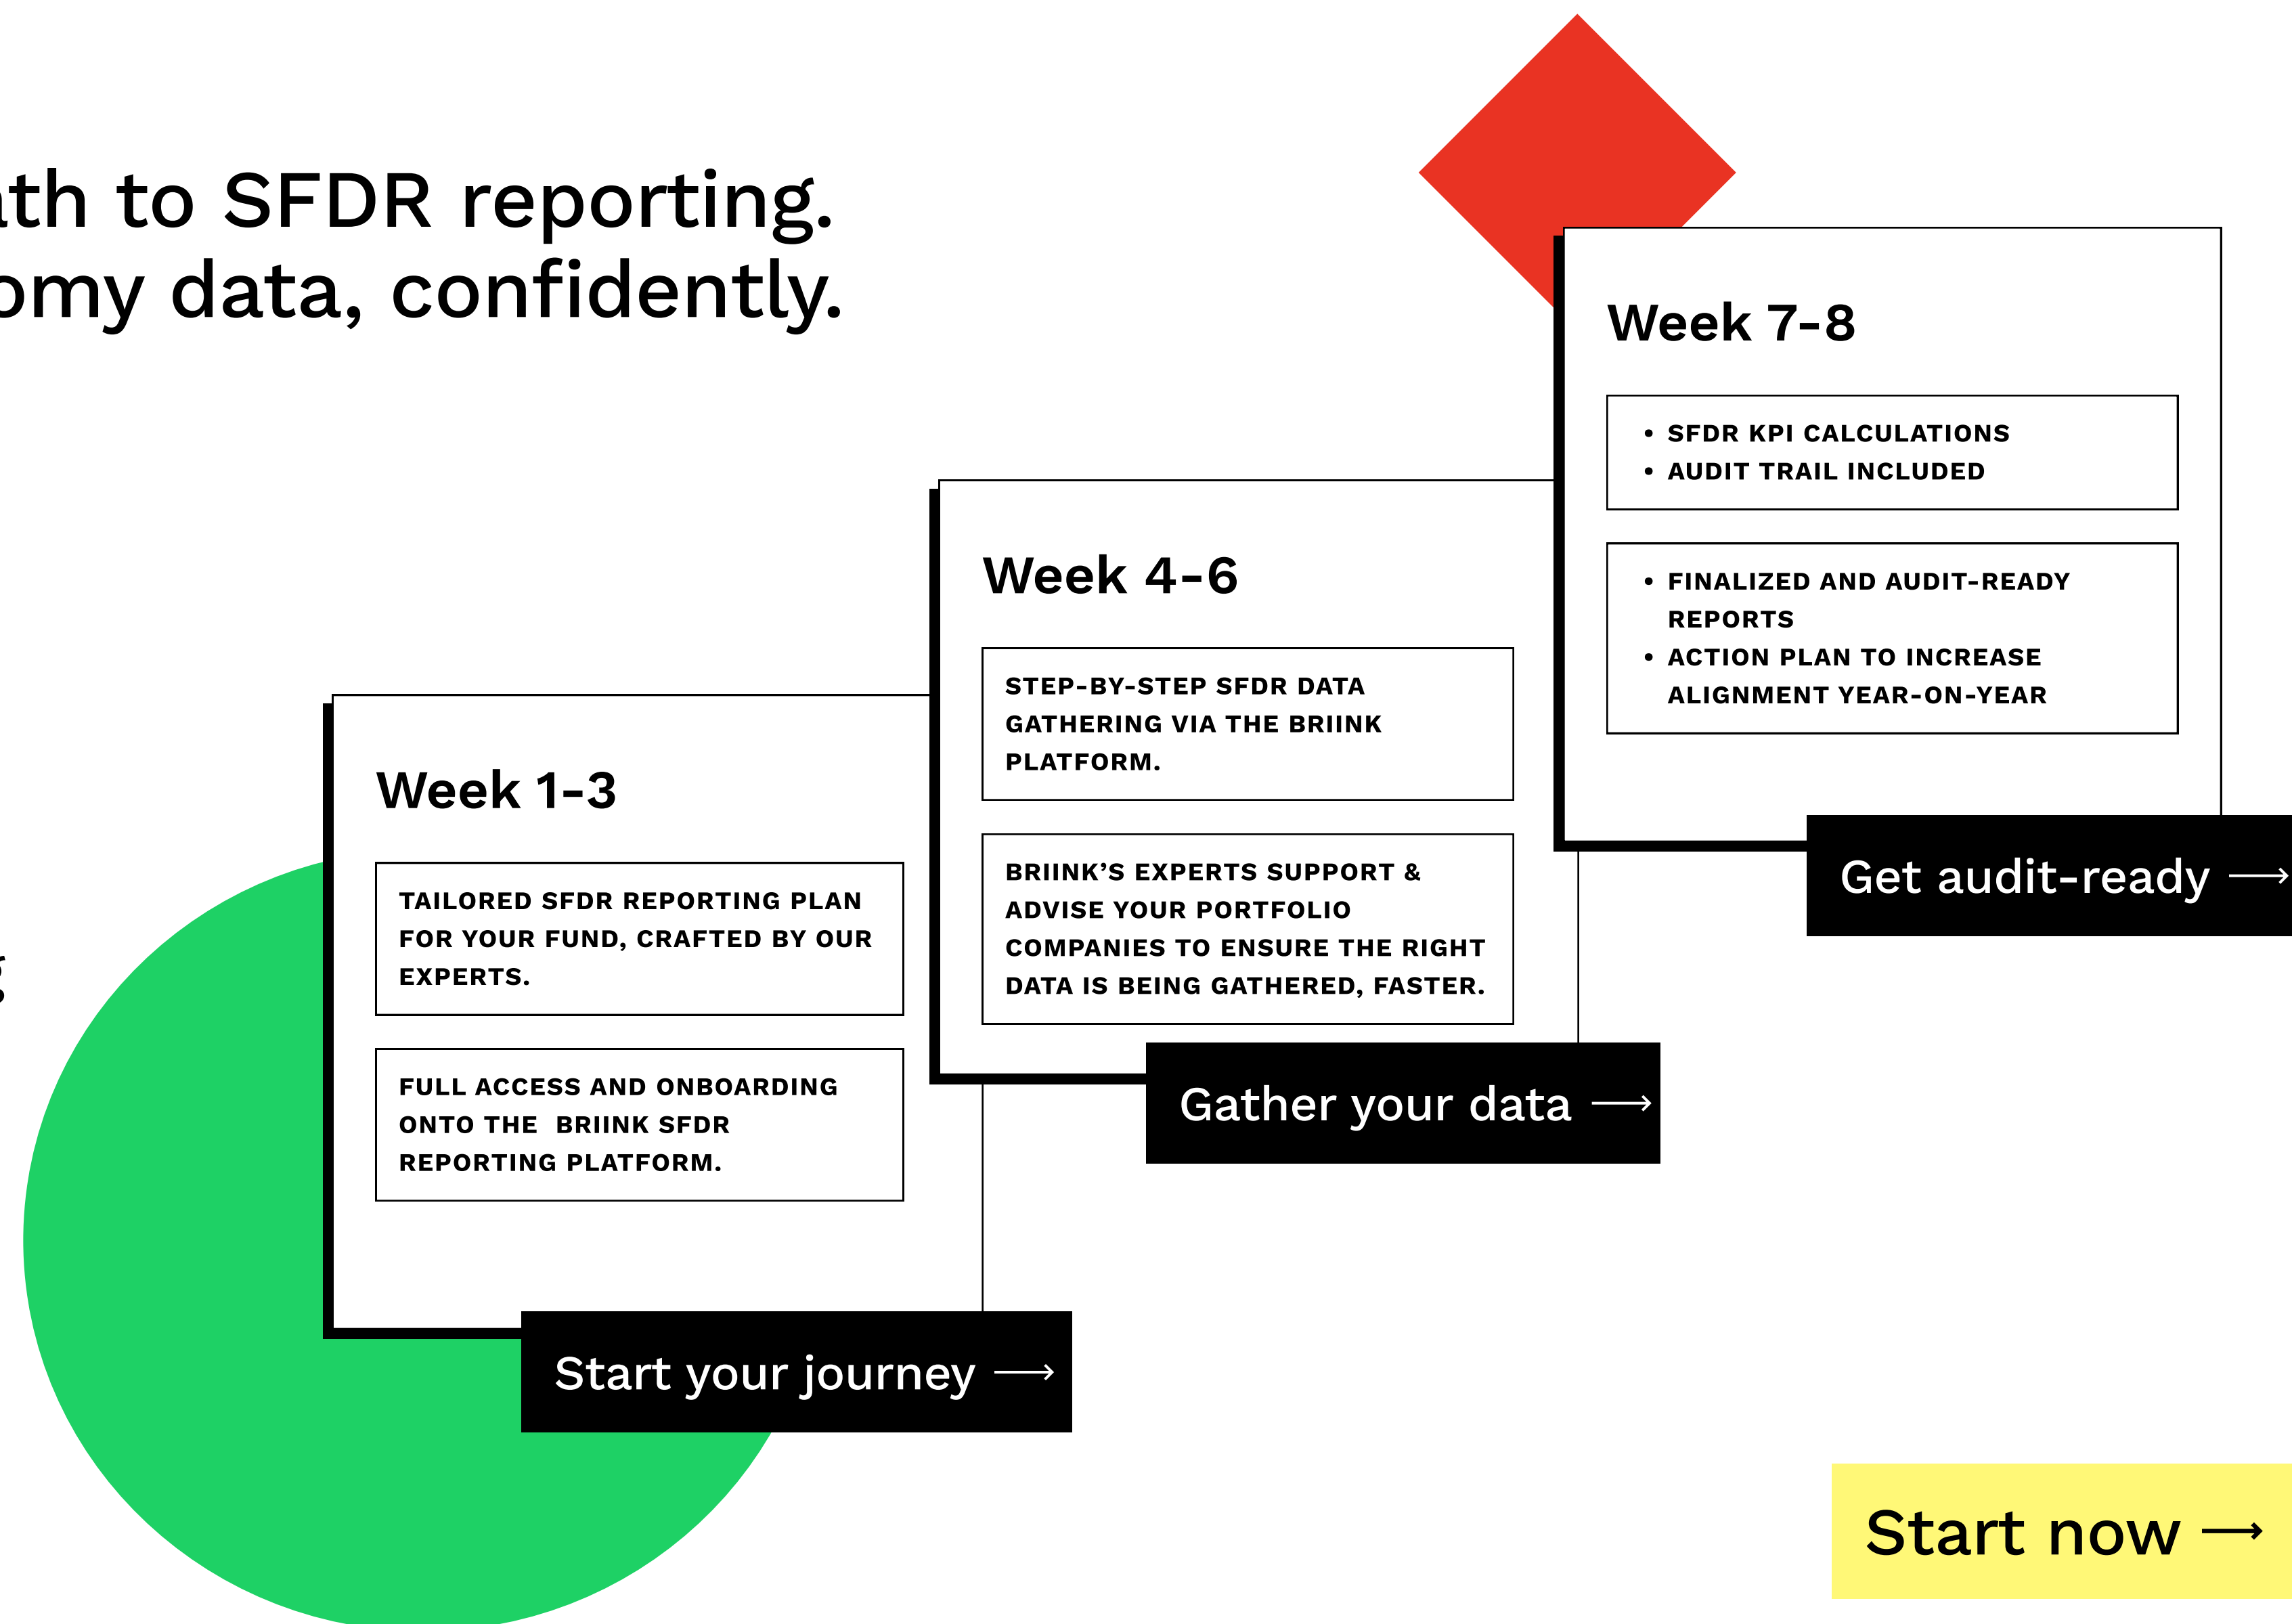 to SFDR reporting.
data, confidently.
Week 7-8
• SFDR KPI CALCULATIONS
• AUDIT TRAIL INCLUDED
• FINALIZED AND AUDIT-READY
REPORTS
• ACTION PLAN TO INCREASE
ALIGNMENT YEAR-ON-YEAR
Get audit-ready →
Week 4-6
STEP-BY-STEP SFDR DATA
GATHERING VIA THE BRIINK
PLATFORM.
BRIINK’S EXPERTS SUPPORT &
ADVISE YOUR PORTFOLIO
COMPANIES TO ENSURE THE RIGHT
DATA IS BEING GATHERED, FASTER.
Gather your data →
Week 1-3
TAILORED SFDR REPORTING PLAN
FOR YOUR FUND, CRAFTED BY OUR
EXPERTS.
FULL ACCESS AND ONBOARDING
ONTO THE BRIINK SFDR
REPORTING PLATFORM.
Start your journey →
Start now →